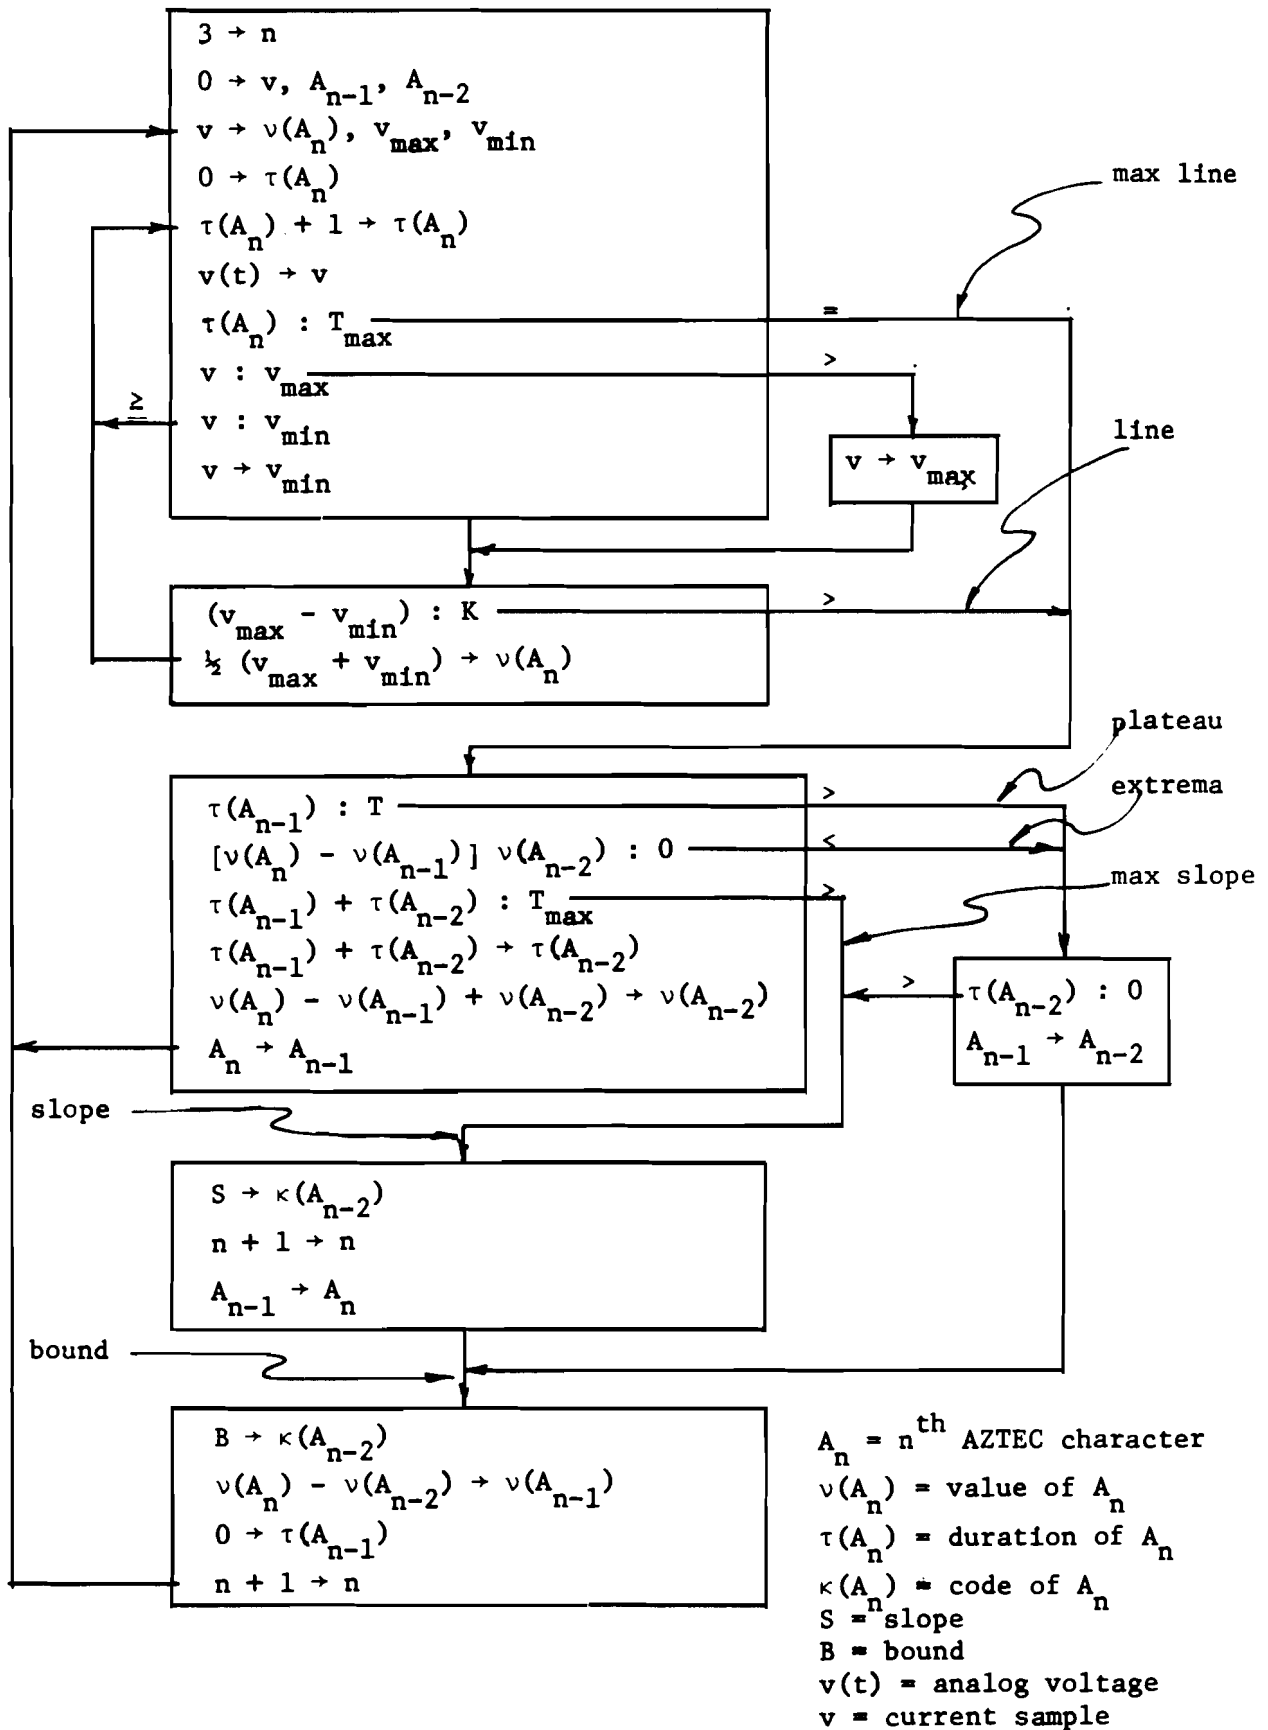 3 → n
0 → v, A_{n-1}, A_{n-2}
v → ν(A_n), v_max, v_min
0 → τ(A_n)
τ(A_n) + 1 → τ(A_n)
v(t) → v
τ(A_n) : T_max =
v : v_max >
≥ v : v_min
v → v_min
max line
v → v_max
line
(v_max - v_min) : K >
½ (v_max + v_min) → ν(A_n)
plateau
extrema
max slope
τ(A_{n-1}) : T >
[ν(A_n) - ν(A_{n-1})] ν(A_{n-2}) : 0 <
τ(A_{n-1}) + τ(A_{n-2}) : T_max >
τ(A_{n-1}) + τ(A_{n-2}) → τ(A_{n-2})
ν(A_n) - ν(A_{n-1}) + ν(A_{n-2}) → ν(A_{n-2})
A_n → A_{n-1}
> τ(A_{n-2}) : 0
A_{n-1} → A_{n-2}
slope
S → κ(A_{n-2})
n + 1 → n
A_{n-1} → A_n
bound
B → κ(A_{n-2})
ν(A_n) - ν(A_{n-2}) → ν(A_{n-1})
0 → τ(A_{n-1})
n + 1 → n
A_n = n^th AZTEC character
ν(A_n) = value of A_n
τ(A_n) = duration of A_n
κ(A_n) = code of A_n
S = slope
B = bound
v(t) = analog voltage
v = current sample